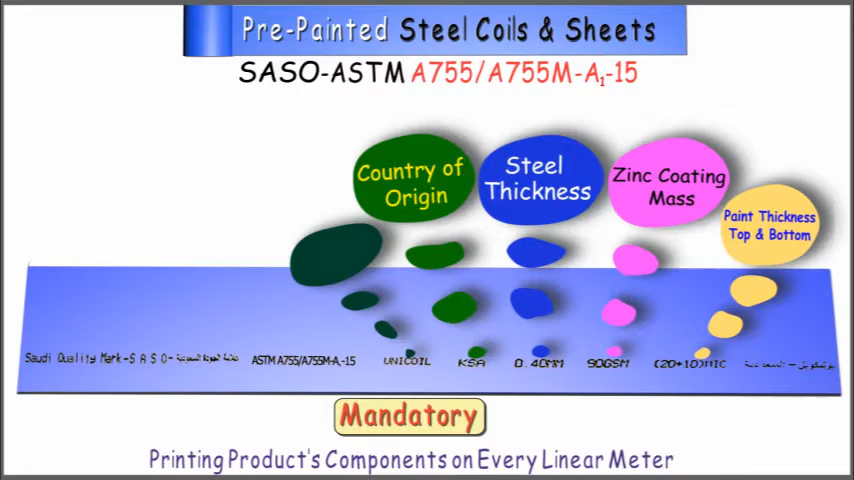 Pre-Painted Steel Coils & Sheets
SASO-ASTM A755/A755M-A1-15
Country of
Origin
Steel
Thickness
Zinc Coating
Mass
Paint Thickness
Top & Bottom
Saudi Quality Mark-S A S O- علامة الجودة السعودية ASTM A755/A755M-A1-15 UNICOIL KSA 0.40MM 90GSM (20+10)MIC يونيكويل – السعودية
Mandatory
Printing Product's Components on Every Linear Meter